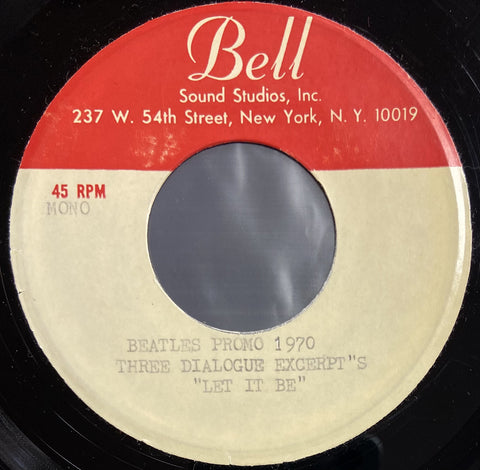 Bell
Sound Studios, Inc.
237 W. 54th Street, New York, N. Y. 10019
45 RPM
MONO
BEATLES PROMO 1970
THREE DIALOGUE EXCERPT"S
"LET IT BE"